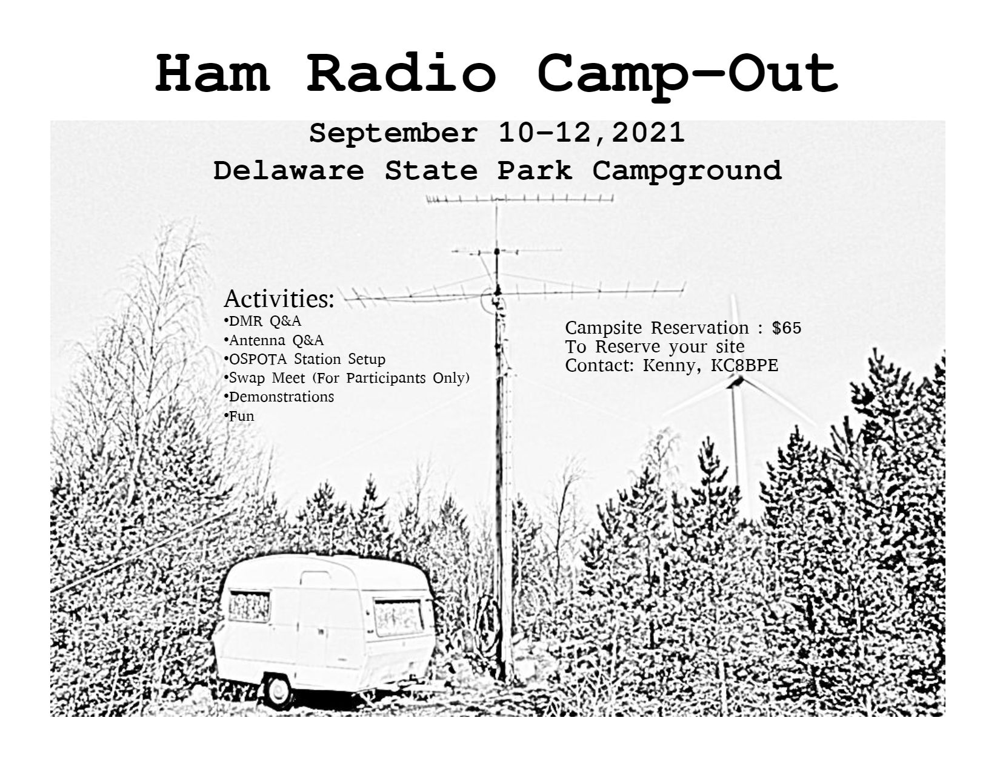 Ham Radio Camp-Out
September 10-12,2021
Delaware State Park Campground
Activities:
•DMR Q&A
•Antenna Q&A
•OSPOTA Station Setup
•Swap Meet (For Participants Only)
•Demonstrations
•Fun
Campsite Reservation : $65
To Reserve your site
Contact: Kenny, KC8BPE